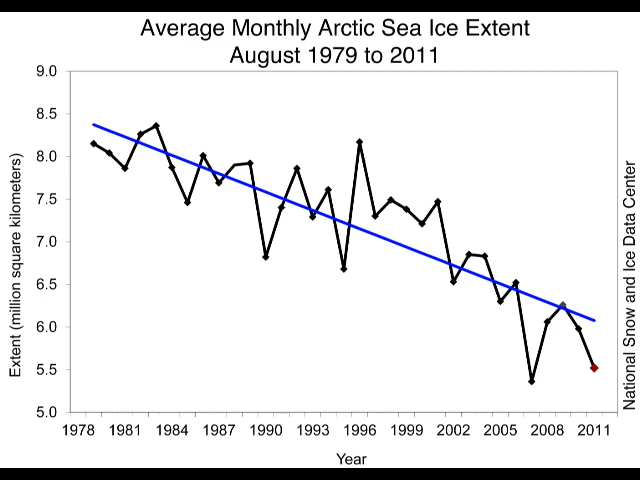 Average Monthly Arctic Sea Ice Extent
August 1979 to 2011
9.0
8.5
8.0
7.5
7.0
6.5
6.0
5.5
5.0
Extent (million square kilometers)
National Snow and Ice Data Center
1978 1981 1984 1987 1990 1993 1996 1999 2002 2005 2008 2011
Year